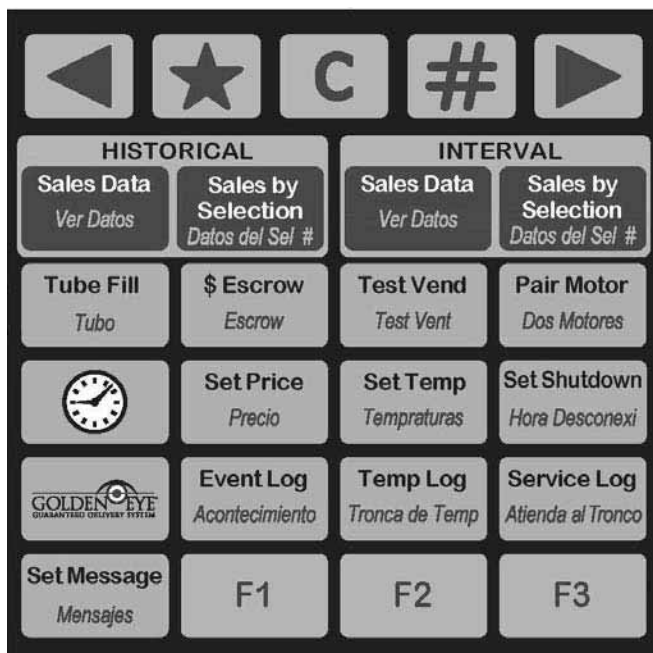 C #
HISTORICAL INTERVAL
Sales Data
Ver Datos
Sales by
Selection
Datos del Sel #
Sales Data
Ver Datos
Sales by
Selection
Datos del Sel #
Tube Fill
Tubo
$ Escrow
Escrow
Test Vend
Test Vent
Pair Motor
Dos Motores
Set Price
Precio
Set Temp
Tempraturas
Set Shutdown
Hora Desconexi
GOLDEN EYE
GUARANTEED DELIVERY SYSTEM
Event Log
Acontecimiento
Temp Log
Tronca de Temp
Service Log
Atienda al Tronco
Set Message
Mensajes
F1
F2
F3